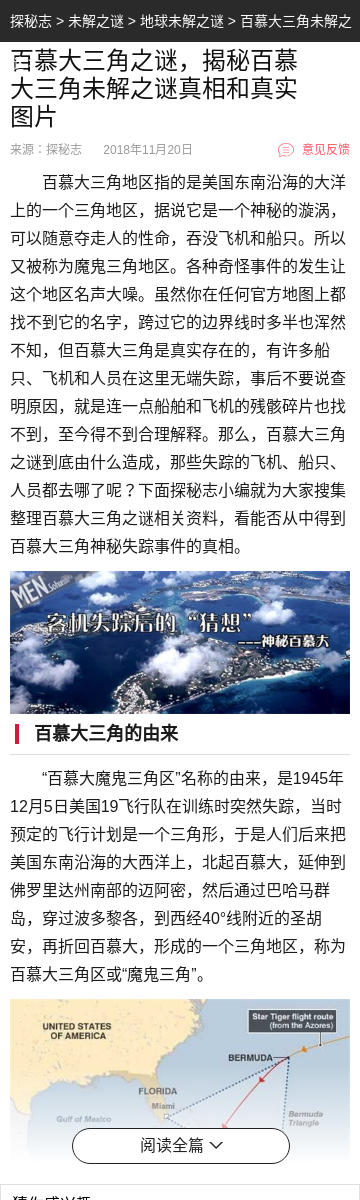 探秘志 > 未解之谜 > 地球未解之谜 > 百慕大三角未解之
百慕大三角之谜，揭秘百慕
大三角未解之谜真相和真实
图片
来源：探秘志 2018年11月20日 意见反馈
百慕大三角地区指的是美国东南沿海的大洋
上的一个三角地区，据说它是一个神秘的漩涡，
可以随意夺走人的性命，吞没飞机和船只。所以
又被称为魔鬼三角地区。各种奇怪事件的发生让
这个地区名声大噪。虽然你在任何官方地图上都
找不到它的名字，跨过它的边界线时多半也浑然
不知，但百慕大三角是真实存在的，有许多船
只、飞机和人员在这里无端失踪，事后不要说查
明原因，就是连一点船舶和飞机的残骸碎片也找
不到，至今得不到合理解释。那么，百慕大三角
之谜到底由什么造成，那些失踪的飞机、船只、
人员都去哪了呢？下面探秘志小编就为大家搜集
整理百慕大三角之谜相关资料，看能否从中得到
百慕大三角神秘失踪事件的真相。
MEN
客机失踪后的“猜想”
——神秘百慕大
百慕大三角的由来
“百慕大魔鬼三角区”名称的由来，是1945年
12月5日美国19飞行队在训练时突然失踪，当时
预定的飞行计划是一个三角形，于是人们后来把
美国东南沿海的大西洋上，北起百慕大，延伸到
佛罗里达州南部的迈阿密，然后通过巴哈马群
岛，穿过波多黎各，到西经40°线附近的圣胡
安，再折回百慕大，形成的一个三角地区，称为
百慕大三角区或“魔鬼三角”。
Star Tiger flight route
(from the Azores)
UNITED STATES
OF AMERICA
BERMUDA
FLORIDA
Miami
Gulf of Mexico
Bermuda
Triangle
阅读全篇